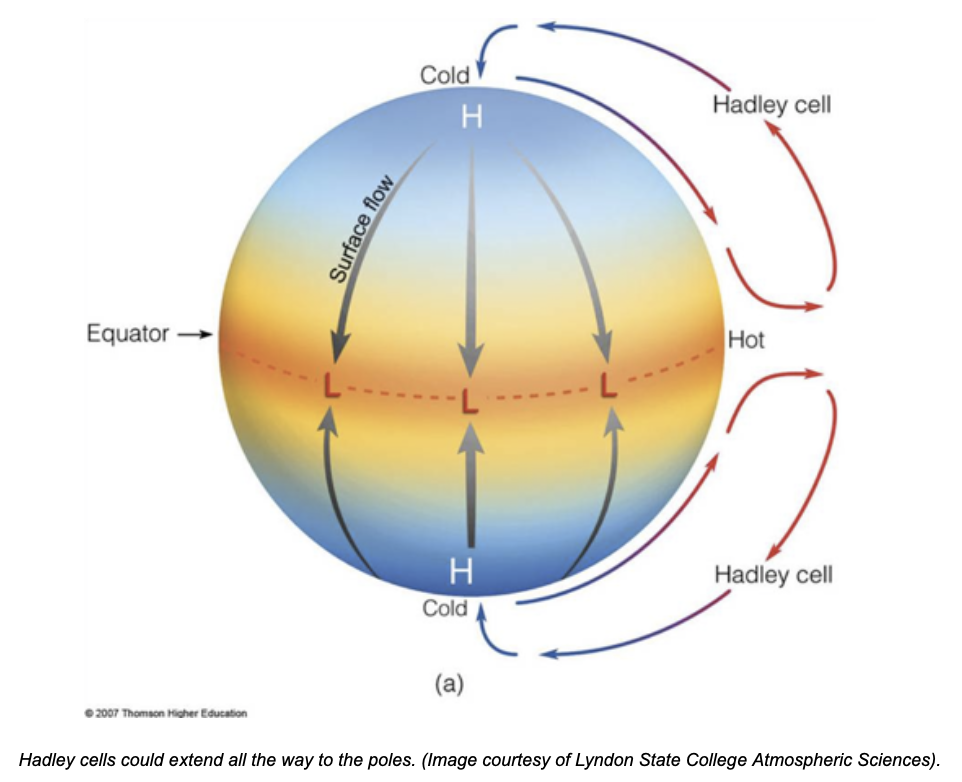 Cold
H
Hadley cell
Surface flow
Equator
Hot
L
L
L
H
Hadley cell
Cold
(a)
© 2007 Thomson Higher Education
Hadley cells could extend all the way to the poles. (Image courtesy of Lyndon State College Atmospheric Sciences).